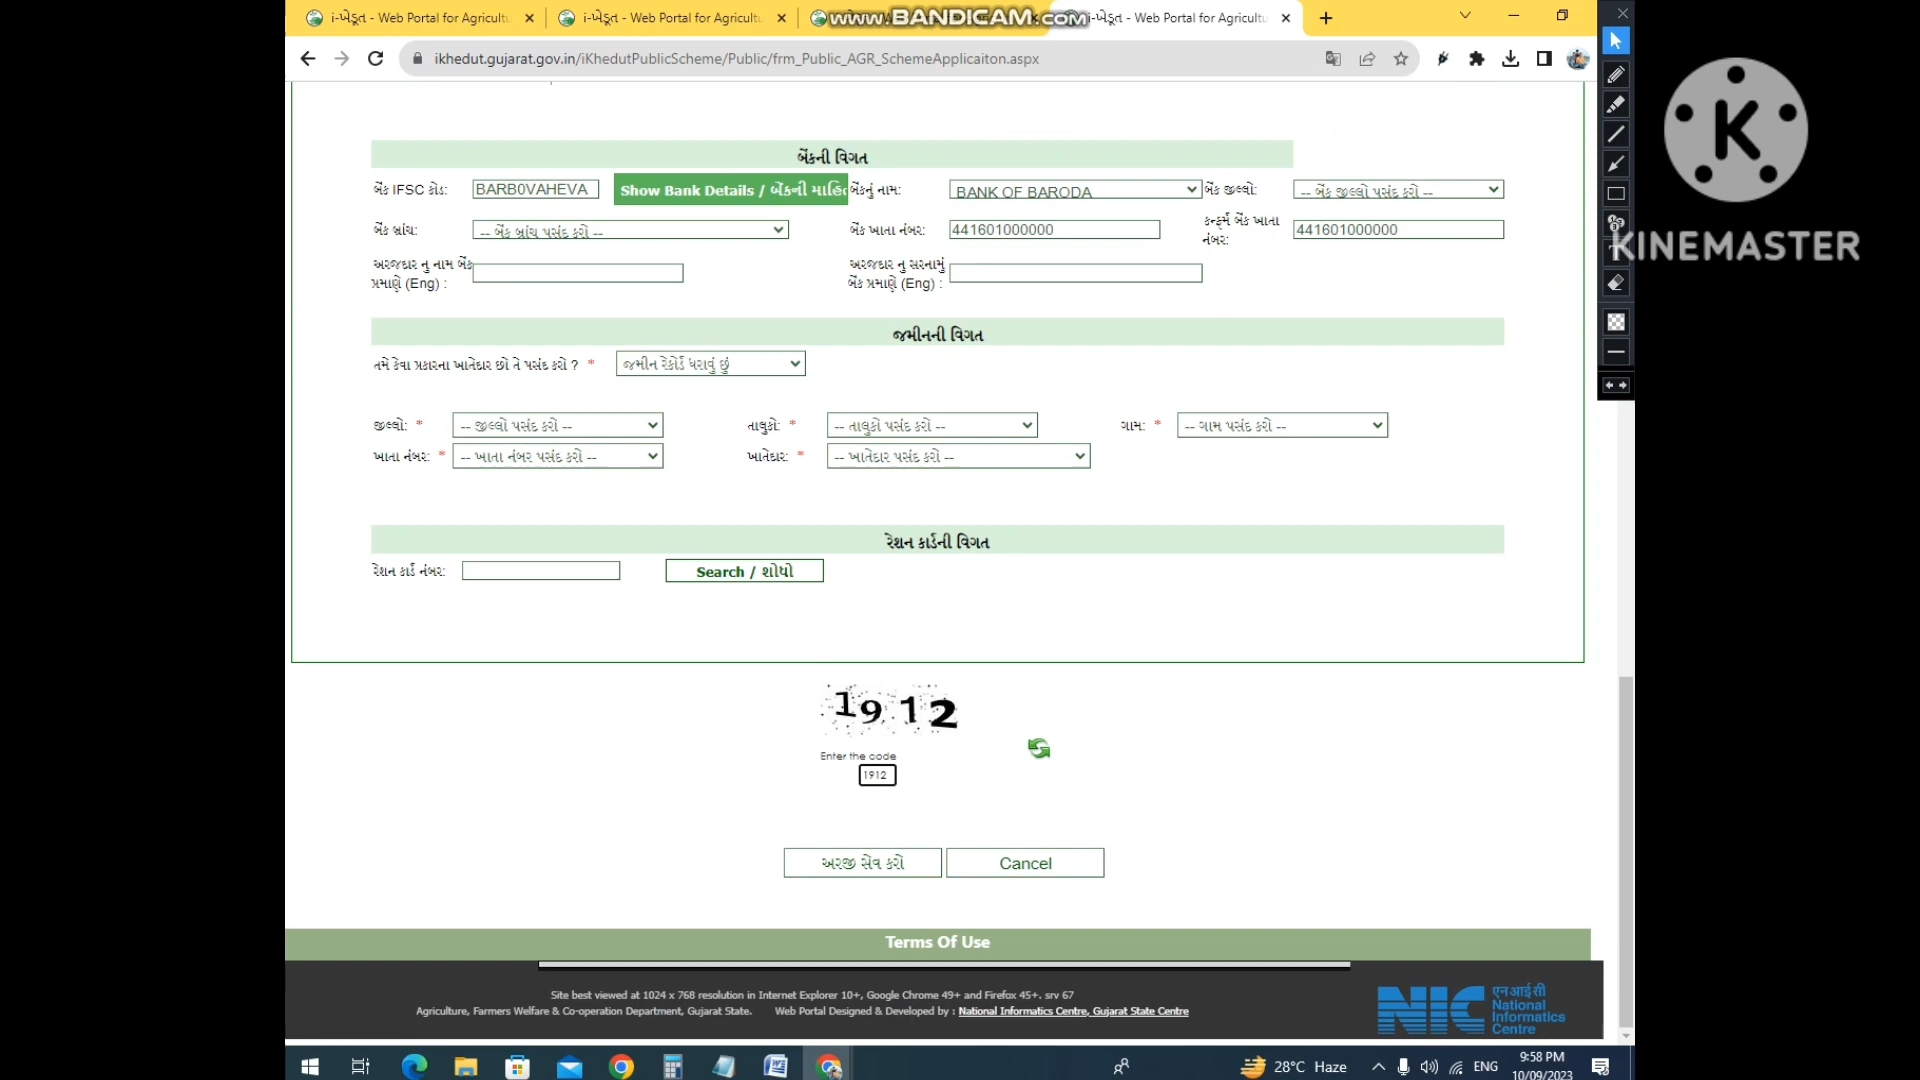 i-ખેડૂત - Web Portal for Agricultu
i-ખેડૂત - Web Portal for Agricultu
www.BANDICAM.com
i-ખેડૂત - Web Portal for Agricultu
ikhedut.gujarat.gov.in/iKhedutPublicScheme/Public/frm_Public_AGR_SchemeApplicaiton.aspx
K
KINEMASTER
બેંકની વિગત
બેંક IFSC કોડ: BARB0VAHEVA Show Bank Details / બેંકની માહિ બેંકનું નામ: BANK OF BARODA બેંક જીલ્લો: -- બેંક જીલ્લો પસંદ કરો --
બેંક બ્રાંચ: -- બેંક બ્રાંચ પસંદ કરો -- બેંક ખાતા નંબર: 441601000000 કન્ફર્મ બેંક ખાતા નંબર: 441601000000
અરજદાર નુ નામ બેંક પ્રમાણે (Eng) : અરજદાર નુ સરનામું બેંક પ્રમાણે (Eng) :
જમીનની વિગત
તમે કેવા પ્રકારના ખાતેદાર છો તે પસંદ કરો ? * જમીન રેકોર્ડ ધરાવું છું
જીલ્લો: * -- જીલ્લો પસંદ કરો -- તાલુકો: * -- તાલુકો પસંદ કરો -- ગામ: * -- ગામ પસંદ કરો --
ખાતા નંબર: * -- ખાતા નંબર પસંદ કરો -- ખાતેદાર: * -- ખાતેદાર પસંદ કરો --
રેશન કાર્ડની વિગત
રેશન કાર્ડ નંબર: Search / શોધો
1912
Enter the code
1912
અરજી સેવ કરો Cancel
Terms Of Use
Site best viewed at 1024 x 768 resolution in Internet Explorer 10+, Google Chrome 49+ and Firefox 45+. srv 67
Agriculture, Farmers Welfare & Co-operation Department, Gujarat State. Web Portal Designed & Developed by : National Informatics Centre, Gujarat State Centre
NIC एनआईसी
National
Informatics
Centre
28°C Haze ENG 9:58 PM
10/09/2023